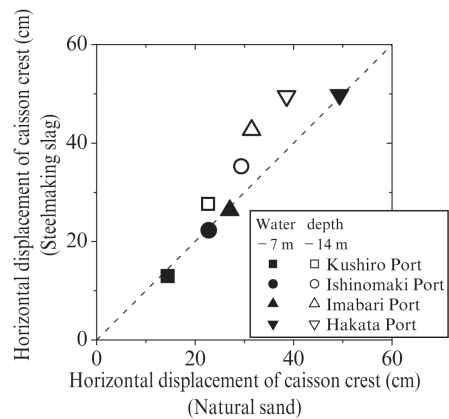 Horizontal displacement of caisson crest (cm)
(Steelmaking slag)
60
40
20
0
0 20 40 60
Water depth
−7 m −14 m
Kushiro Port
Ishinomaki Port
Imabari Port
Hakata Port
Horizontal displacement of caisson crest (cm)
(Natural sand)